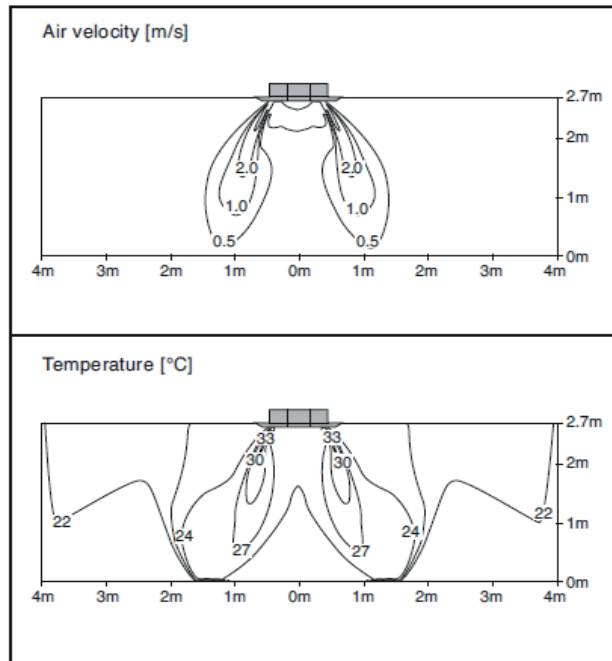 Air velocity [m/s]
2.7m
2m
2.0 2.0
1m
1.0 1.0
0.5 0.5
0m
4m 3m 2m 1m 0m 1m 2m 3m 4m
Temperature [°C]
2.7m
33 33
2m
30 30
22 22
1m
24 24
27 27
0m
4m 3m 2m 1m 0m 1m 2m 3m 4m